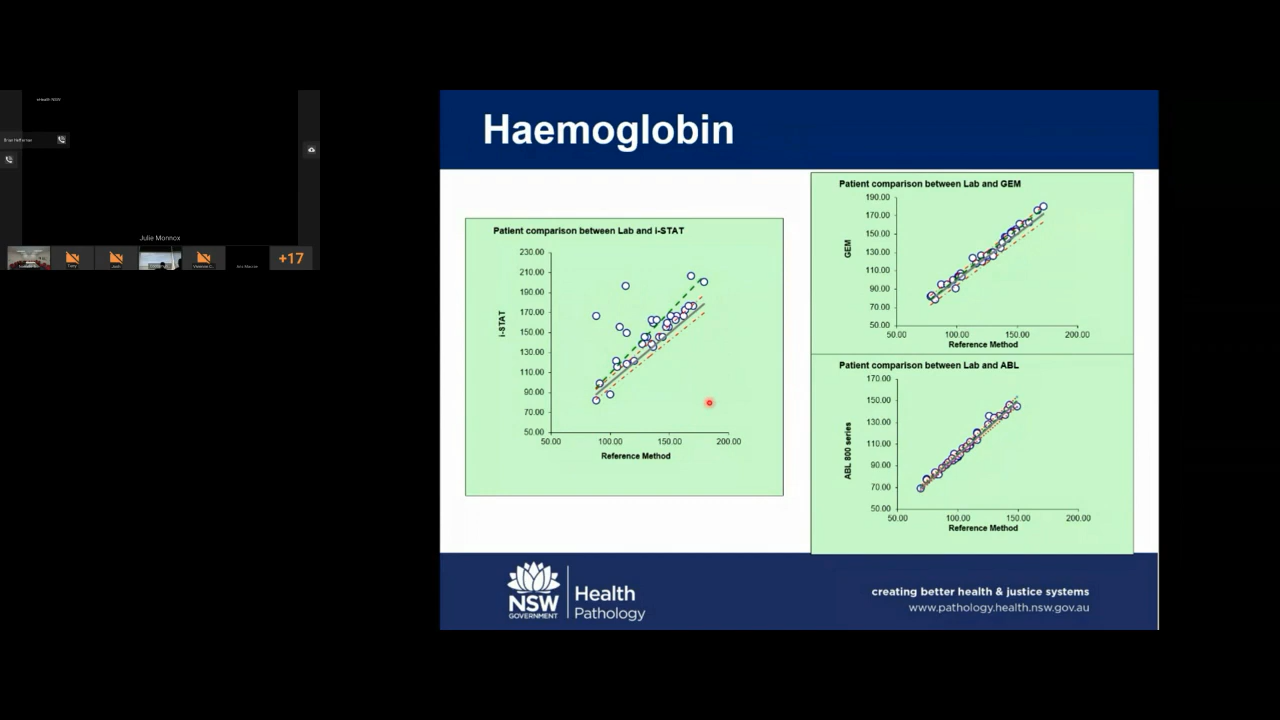 eHealth NSW
Julie Monnox
+17
Haemoglobin
Patient comparison between Lab and i-STAT
i-STAT
230.00
210.00
190.00
170.00
150.00
130.00
110.00
90.00
70.00
50.00
50.00 100.00 150.00 200.00
Reference Method
Patient comparison between Lab and GEM
GEM
190.00
170.00
150.00
130.00
110.00
90.00
70.00
50.00
50.00 100.00 150.00 200.00
Reference Method
Patient comparison between Lab and ABL
ABL 800 series
170.00
150.00
130.00
110.00
90.00
70.00
50.00
50.00 100.00 150.00 200.00
Reference Method
NSW
GOVERNMENT
Health
Pathology
creating better health & justice systems
www.pathology.health.nsw.gov.au